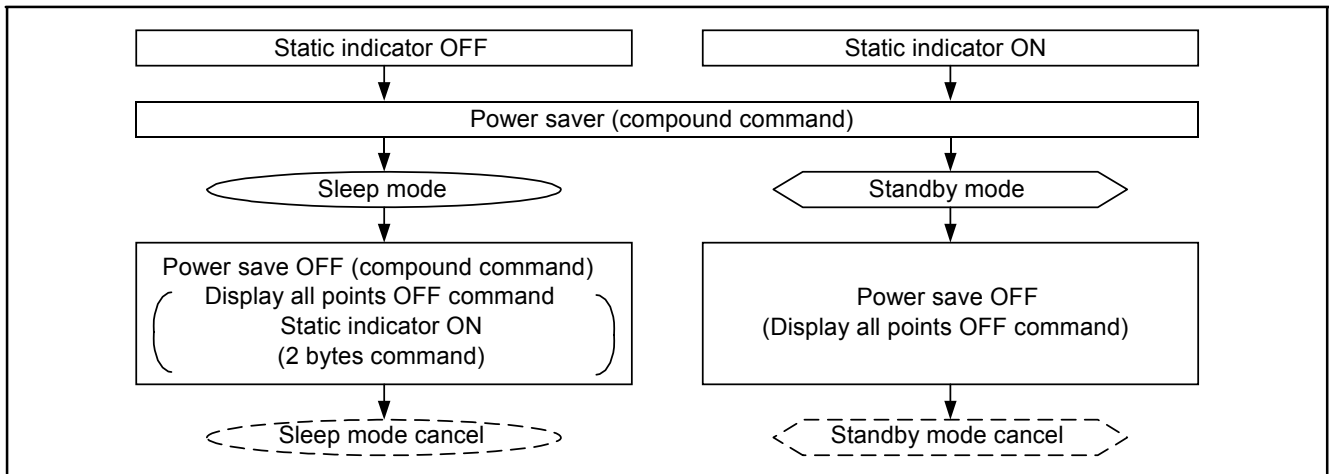 Static indicator OFF
Static indicator ON
Power saver (compound command)
Sleep mode
Standby mode
Power save OFF (compound command)
Display all points OFF command
Static indicator ON
(2 bytes command)
Power save OFF
(Display all points OFF command)
Sleep mode cancel
Standby mode cancel